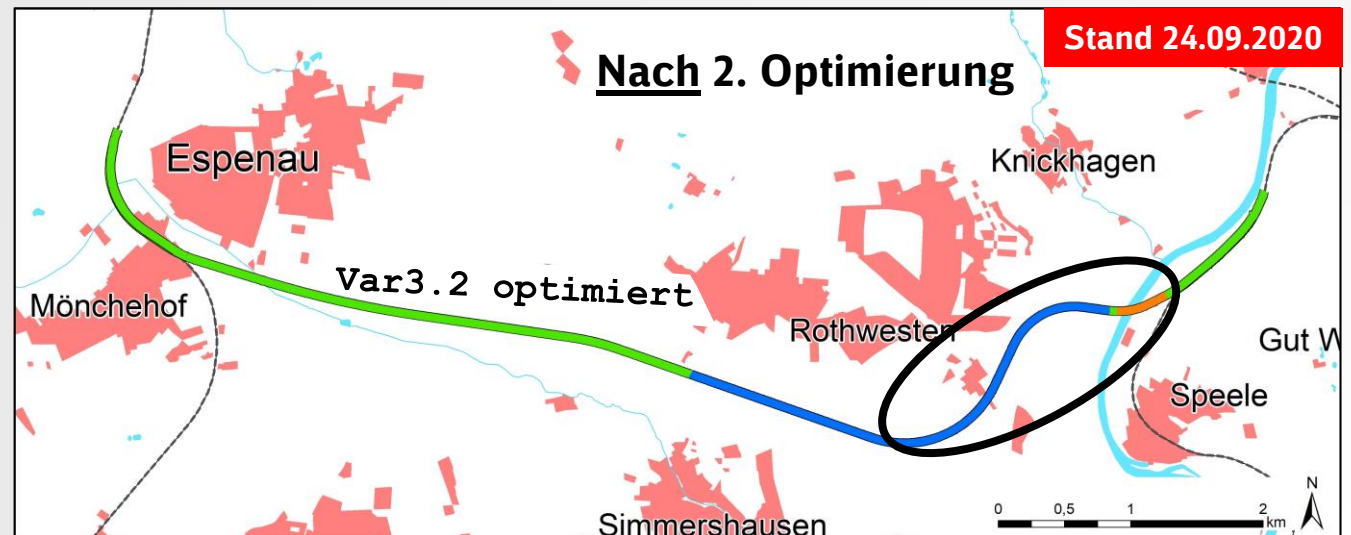 Stand 24.09.2020
Nach 2. Optimierung
Espenau
Knickhagen
Var3.2 optimiert
Mönchehof
Rothwesten
Gut W
Speele
N
0 0,5 1 2
km
Simmershausen